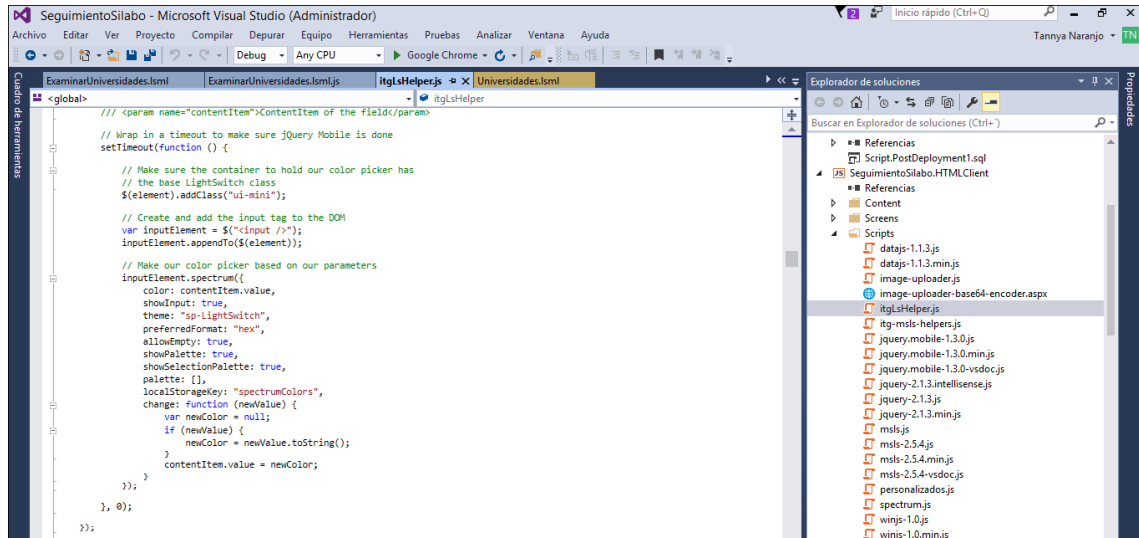 SeguimientoSilabo - Microsoft Visual Studio (Administrador)
2
Inicio rápido (Ctrl+Q)
Archivo Editar Ver Proyecto Compilar Depurar Equipo Herramientas Pruebas Analizar Ventana Ayuda
Tannya Naranjo
TN
Debug Any CPU Google Chrome
Cuadro de herramientas
ExaminarUniversidades.lsml ExaminarUniversidades.lsml.js itgLsHelper.js Universidades.lsml
<global> itgLsHelper
/// <param name="contentItem">ContentItem of the field</param>
// Wrap in a timeout to make sure jQuery Mobile is done
setTimeout(function () {
// Make sure the container to hold our color picker has
// the base LightSwitch class
$(element).addClass("ui-mini");
// Create and add the input tag to the DOM
var inputElement = $("<input />");
inputElement.appendTo($(element));
// Make our color picker based on our parameters
inputElement.spectrum({
color: contentItem.value,
showInput: true,
theme: "sp-LightSwitch",
preferredFormat: "hex",
allowEmpty: true,
showPalette: true,
showSelectionPalette: true,
palette: [],
localStorageKey: "spectrumColors",
change: function (newValue) {
var newColor = null;
if (newValue) {
newColor = newValue.toString();
}
contentItem.value = newColor;
}
});
}, 0);
});
Explorador de soluciones
Buscar en Explorador de soluciones (Ctrl+¨)
Referencias
Script.PostDeployment1.sql
JS SeguimientoSilabo.HTMLClient
Referencias
Content
Screens
Scripts
datajs-1.1.3.js
datajs-1.1.3.min.js
image-uploader.js
image-uploader-base64-encoder.aspx
itgLsHelper.js
itg-msls-helpers.js
jquery.mobile-1.3.0.js
jquery.mobile-1.3.0.min.js
jquery.mobile-1.3.0-vsdoc.js
jquery-2.1.3.intellisense.js
jquery-2.1.3.js
jquery-2.1.3.min.js
msls.js
msls-2.5.4.js
msls-2.5.4.min.js
msls-2.5.4-vsdoc.js
personalizados.js
spectrum.js
winjs-1.0.js
winjs-1.0.min.js
Propiedades